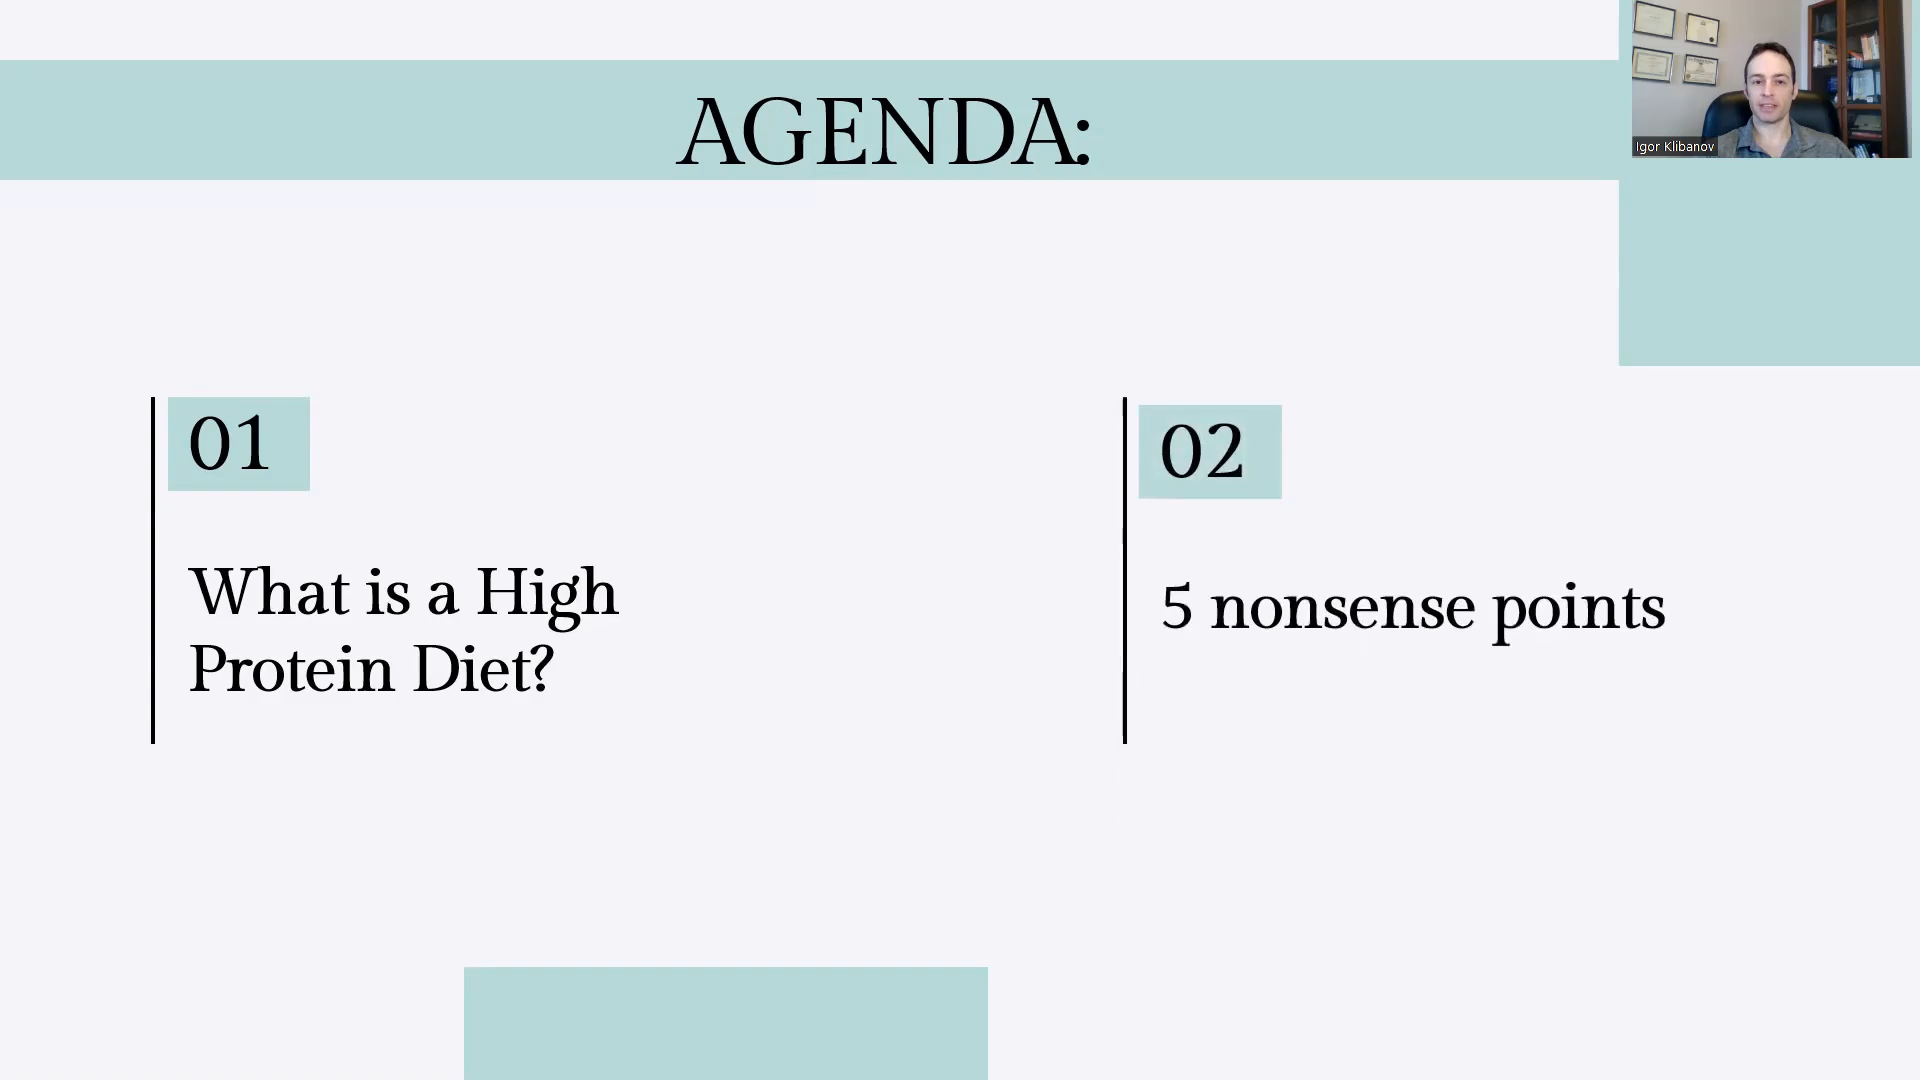 AGENDA:
Igor Klibanov
01
What is a High
Protein Diet?
02
5 nonsense points